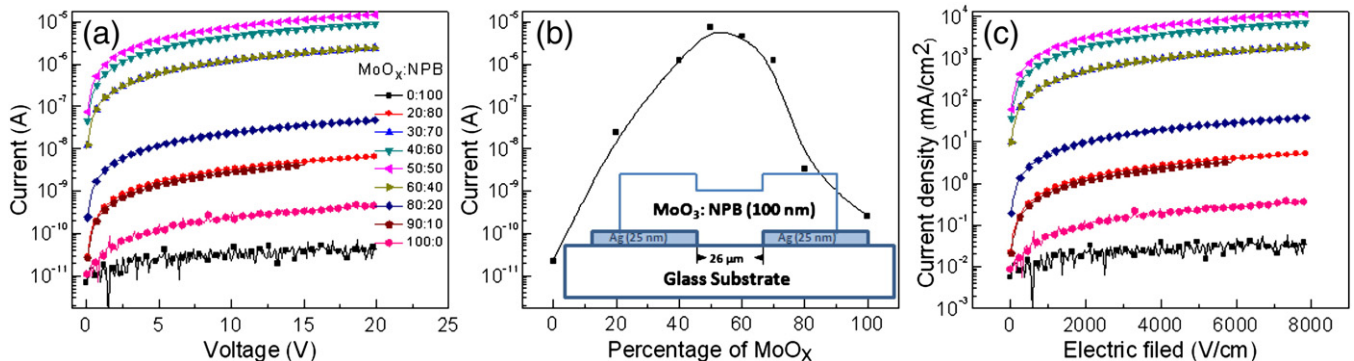 (a)
MoOX:NPB
0:100
20:80
30:70
40:60
50:50
60:40
80:20
90:10
100:0
10-5
10-6
10-7
10-8
10-9
10-10
10-11
Current (A)
0 5 10 15 20 25
Voltage (V)
(b)
10-5
10-6
10-7
10-8
10-9
10-10
10-11
Current (A)
MoO3: NPB (100 nm)
Ag (25 nm) Ag (25 nm)
26 μm
Glass Substrate
0 20 40 60 80 100
Percentage of MoOX
(c)
104
103
102
101
100
10-1
10-2
10-3
Current density (mA/cm2)
0 2000 4000 6000 8000
Electric filed (V/cm)